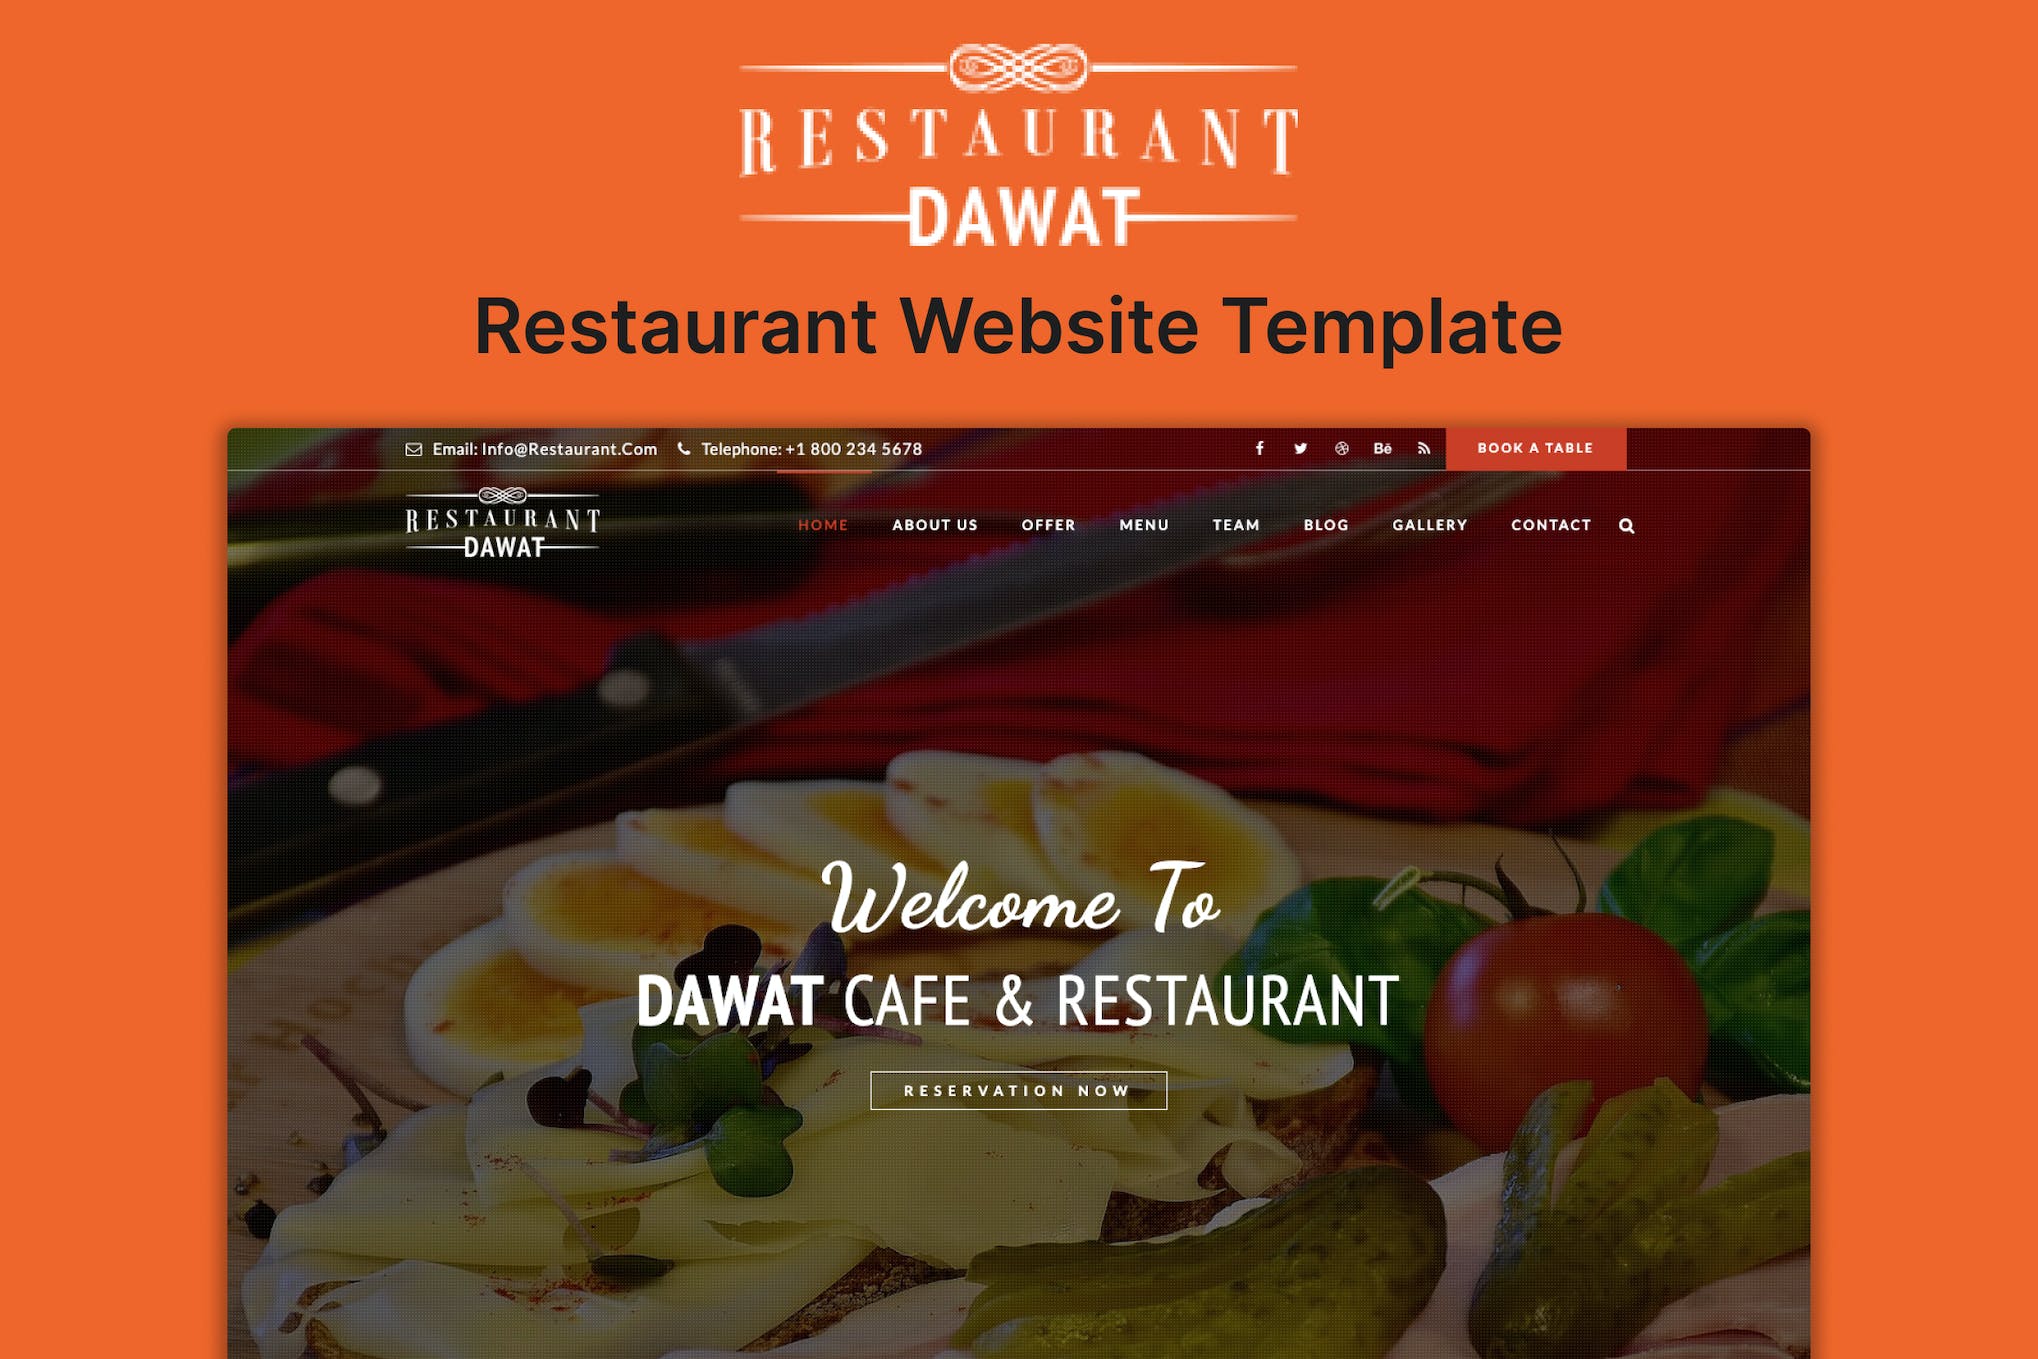 RESTAURANT
DAWAT
Restaurant Website Template
Email: Info@Restaurant.Com Telephone: +1 800 234 5678 Bē BOOK A TABLE
RESTAURANT
DAWAT
HOME ABOUT US OFFER MENU TEAM BLOG GALLERY CONTACT
Welcome To
DAWAT CAFE & RESTAURANT
RESERVATION NOW